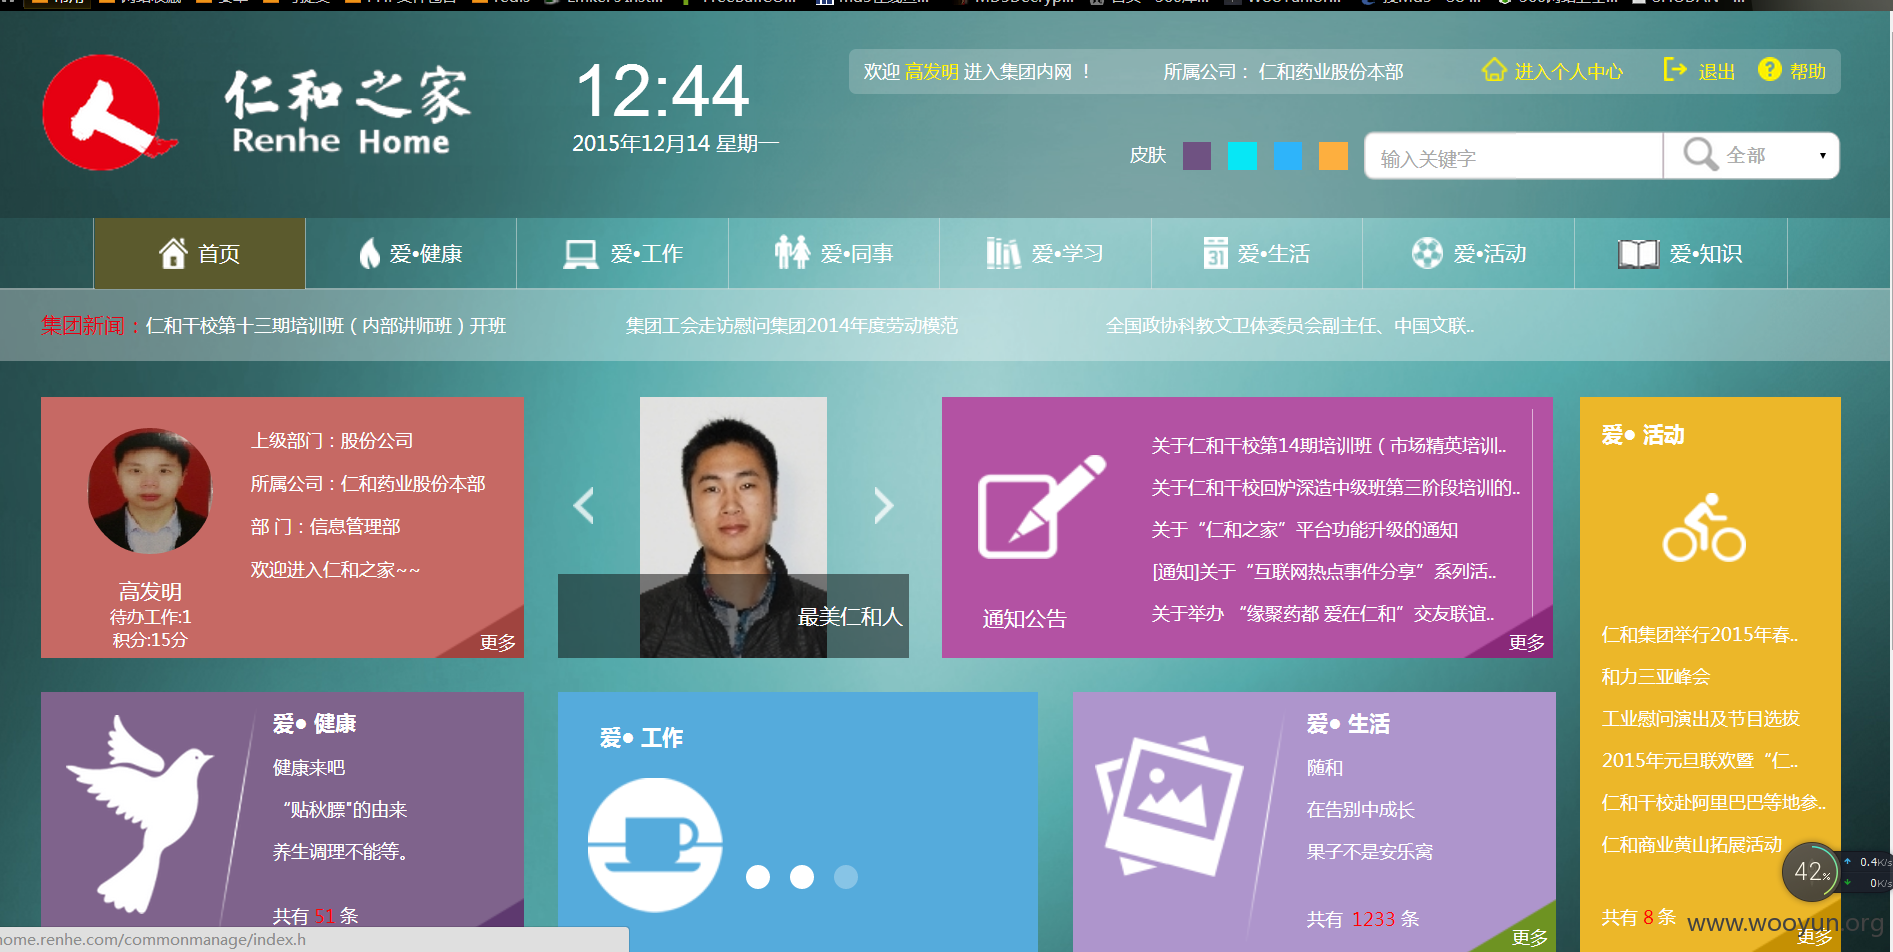 仁和之家
Renhe Home
12:44
2015年12月14 星期一
欢迎 高发明 进入集团内网 ！
所属公司： 仁和药业股份本部
进入个人中心
退出
帮助
皮肤
输入关键字
全部
首页
爱•健康
爱•工作
爱•同事
爱•学习
31
爱•生活
爱•活动
爱•知识
集团新闻：
仁和干校第十三期培训班（内部讲师班）开班
集团工会走访慰问集团2014年度劳动模范
全国政协科教文卫体委员会副主任、中国文联..
上级部门：股份公司
所属公司：仁和药业股份本部
部 门：信息管理部
欢迎进入仁和之家~~
高发明
待办工作:1
积分:15分
更多
最美仁和人
通知公告
关于仁和干校第14期培训班（市场精英培训..
关于仁和干校回炉深造中级班第三阶段培训的..
关于“仁和之家”平台功能升级的通知
[通知]关于“互联网热点事件分享”系列活..
关于举办 “缘聚药都 爱在仁和”交友联谊..
更多
爱• 活动
仁和集团举行2015年春..
和力三亚峰会
工业慰问演出及节目选拔
2015年元旦联欢暨“仁..
仁和干校赴阿里巴巴等地参..
仁和商业黄山拓展活动
共有 8 条
更多
爱• 健康
健康来吧
“贴秋膘"的由来
养生调理不能等。
共有 51 条
爱• 工作
爱• 生活
随和
在告别中成长
果子不是安乐窝
共有 1233 条
更多
42%
0.4K/s
0K/s
www.wooyun.org
home.renhe.com/commonmanage/index.h